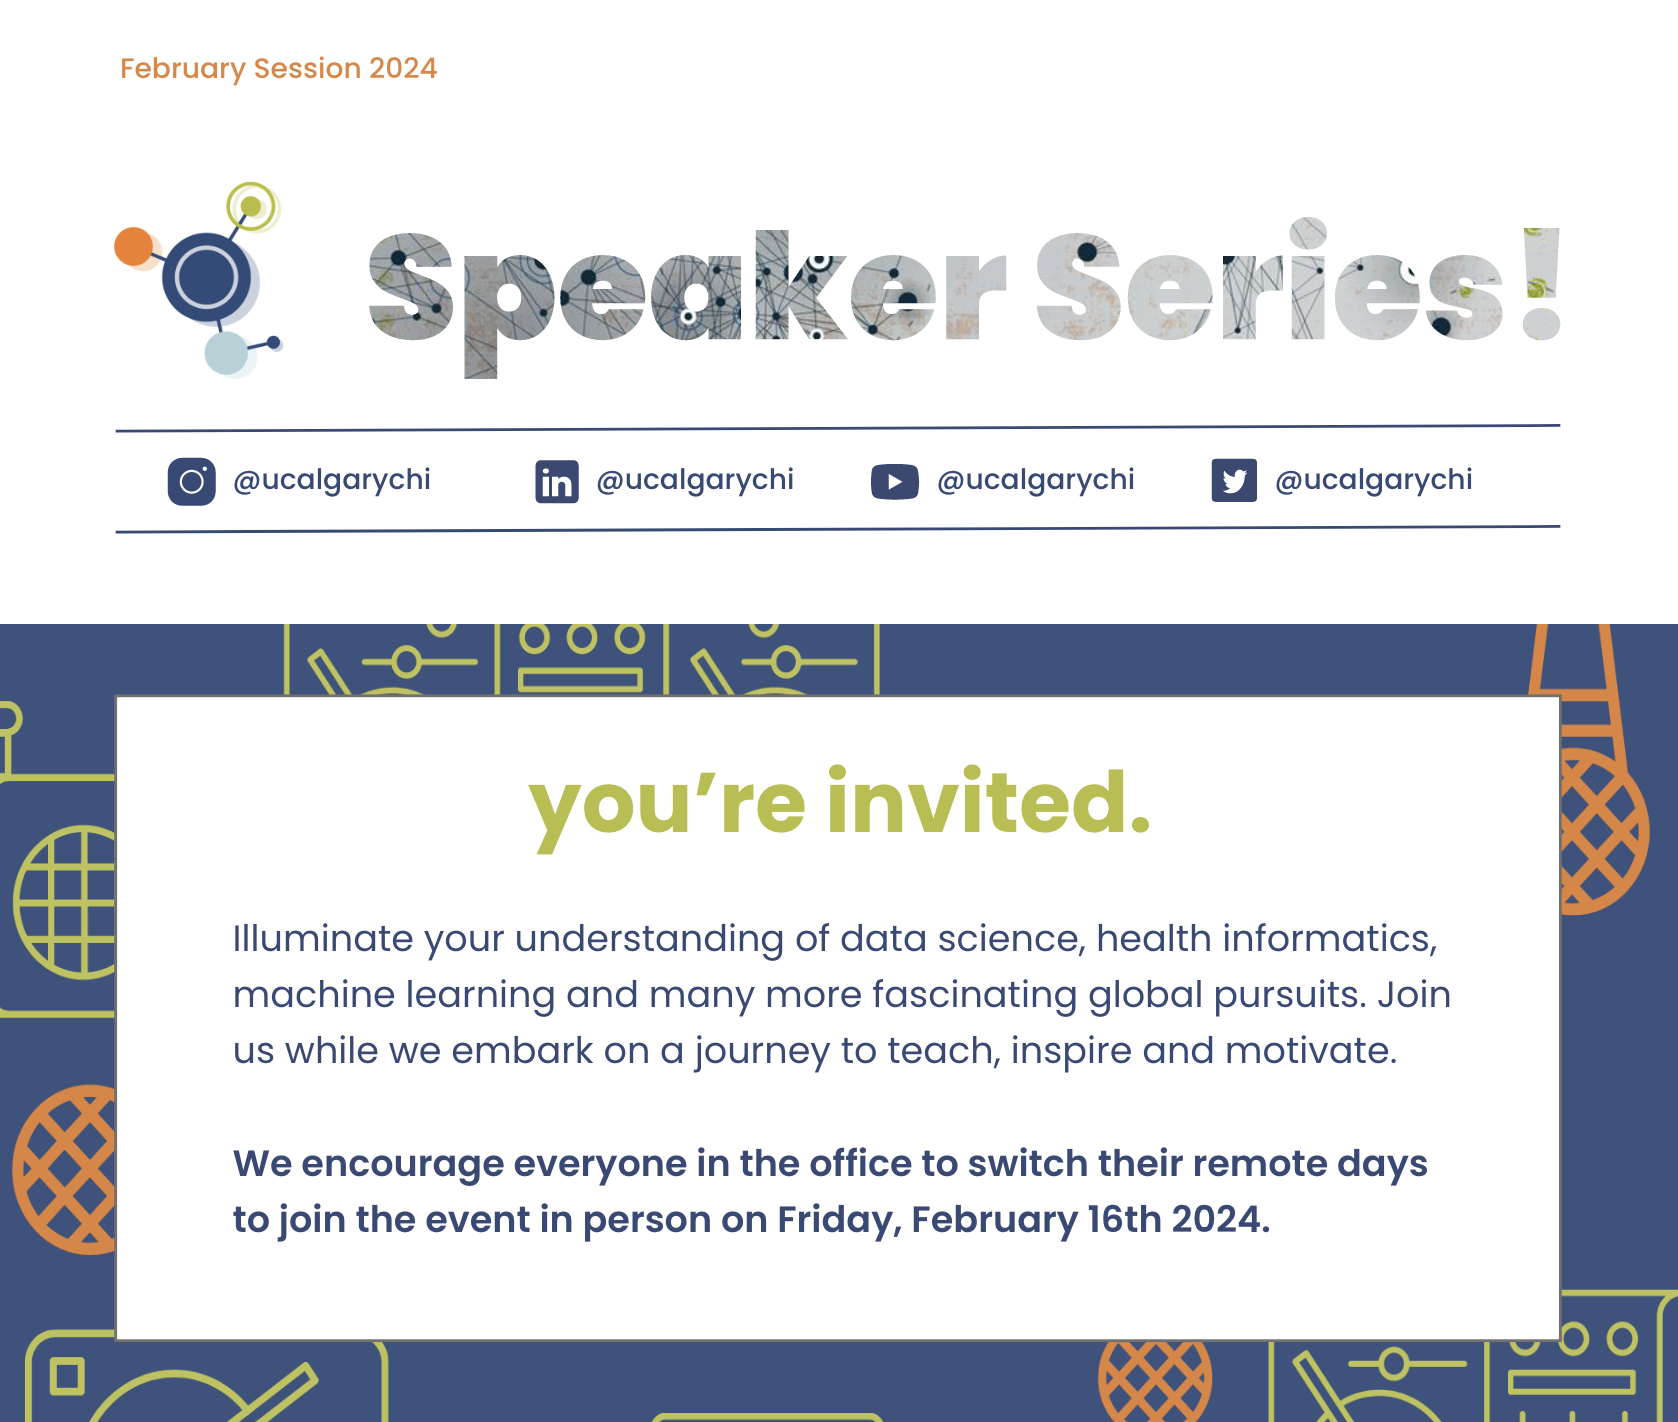 February Session 2024
Speaker Series!
@ucalgarychi
@ucalgarychi
@ucalgarychi
@ucalgarychi
you’re invited.
Illuminate your understanding of data science, health informatics,
machine learning and many more fascinating global pursuits. Join
us while we embark on a journey to teach, inspire and motivate.
We encourage everyone in the office to switch their remote days
to join the event in person on Friday, February 16th 2024.